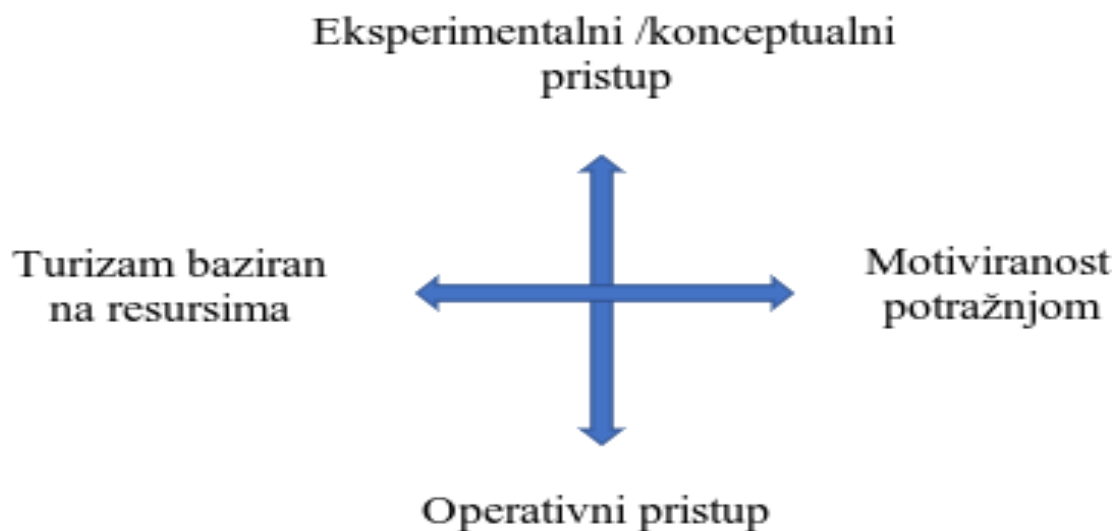 Eksperimentalni /konceptualni
pristup
Turizam baziran
na resursima
Motiviranost
potražnjom
Operativni pristup